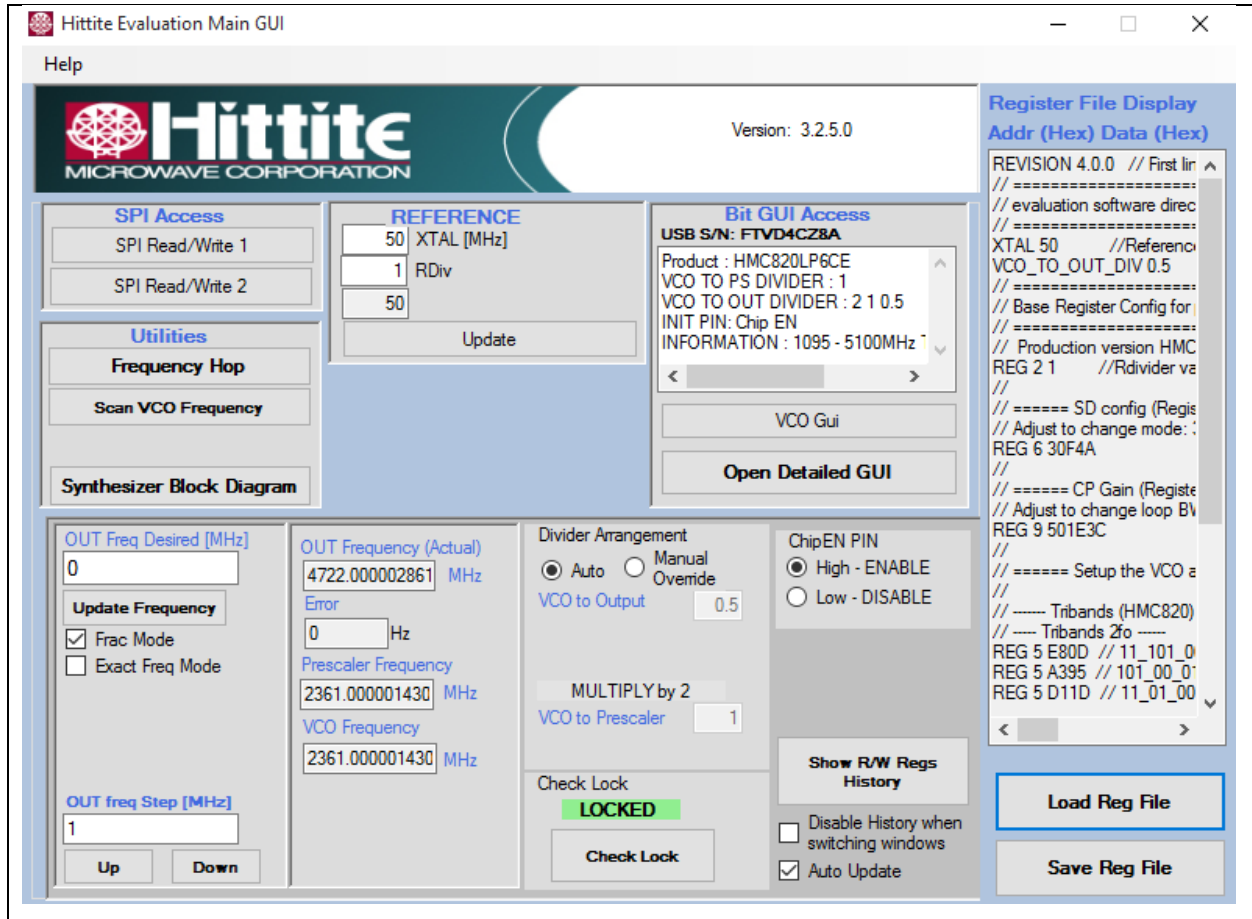 Hittite Evaluation Main GUI
Help
Hittite
MICROWAVE CORPORATION
Version: 3.2.5.0
SPI Access
SPI Read/Write 1
SPI Read/Write 2
Utilities
Frequency Hop
Scan VCO Frequency
Synthesizer Block Diagram
REFERENCE
50 XTAL [MHz]
1 RDiv
50
Update
Bit GUI Access
USB S/N: FTVD4CZ8A
Product : HMC820LP6CE
VCO TO PS DIVIDER : 1
VCO TO OUT DIVIDER : 2 1 0.5
INIT PIN: Chip EN
INFORMATION : 1095 - 5100MHz
VCO Gui
Open Detailed GUI
OUT Freq Desired [MHz]
0
Update Frequency
Frac Mode
Exact Freq Mode
OUT freq Step [MHz]
1
Up Down
OUT Frequency (Actual)
4722.000002861 MHz
Error
0 Hz
Prescaler Frequency
2361.000001430 MHz
VCO Frequency
2361.000001430 MHz
Divider Arrangement
Auto Manual Override
VCO to Output 0.5
MULTIPLY by 2
VCO to Prescaler 1
Check Lock
LOCKED
Check Lock
ChipEN PIN
High - ENABLE
Low - DISABLE
Show R/W Regs
History
Disable History when
switching windows
Auto Update
Register File Display
Addr (Hex) Data (Hex)
REVISION 4.0.0 // First lin
// =====================
// evaluation software direc
// =====================
XTAL 50 //Reference
VCO_TO_OUT_DIV 0.5
// =====================
// Base Register Config for
// =====================
// Production version HMC
REG 2 1 //Rdivider va
//
// ====== SD config (Regis
// Adjust to change mode:
REG 6 30F4A
//
// ====== CP Gain (Registe
// Adjust to change loop BW
REG 9 501E3C
//
// ====== Setup the VCO a
//
// ------- Tribands (HMC820)
// ----- Tribands 2fo ------
REG 5 E80D // 11_101_0
REG 5 A395 // 101_00_01
REG 5 D11D // 11_01_00
Load Reg File
Save Reg File